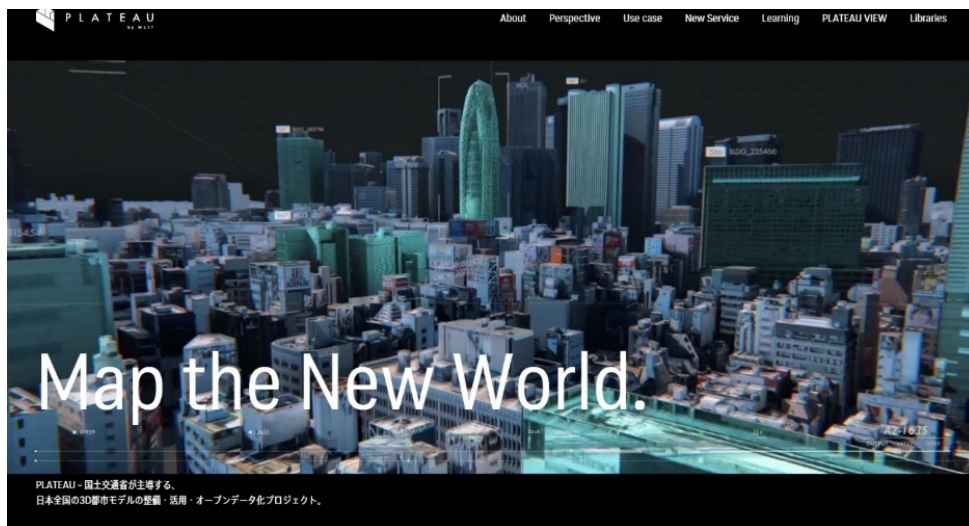 PLATEAU
by MLIT
About Perspective Use case New Service Learning PLATEAU VIEW Libraries
BLDG_235466
Map the New World.
A2-1635
PLATEAU - 国土交通省が主導する、
日本全国の3D都市モデルの整備・活用・オープンデータ化プロジェクト。